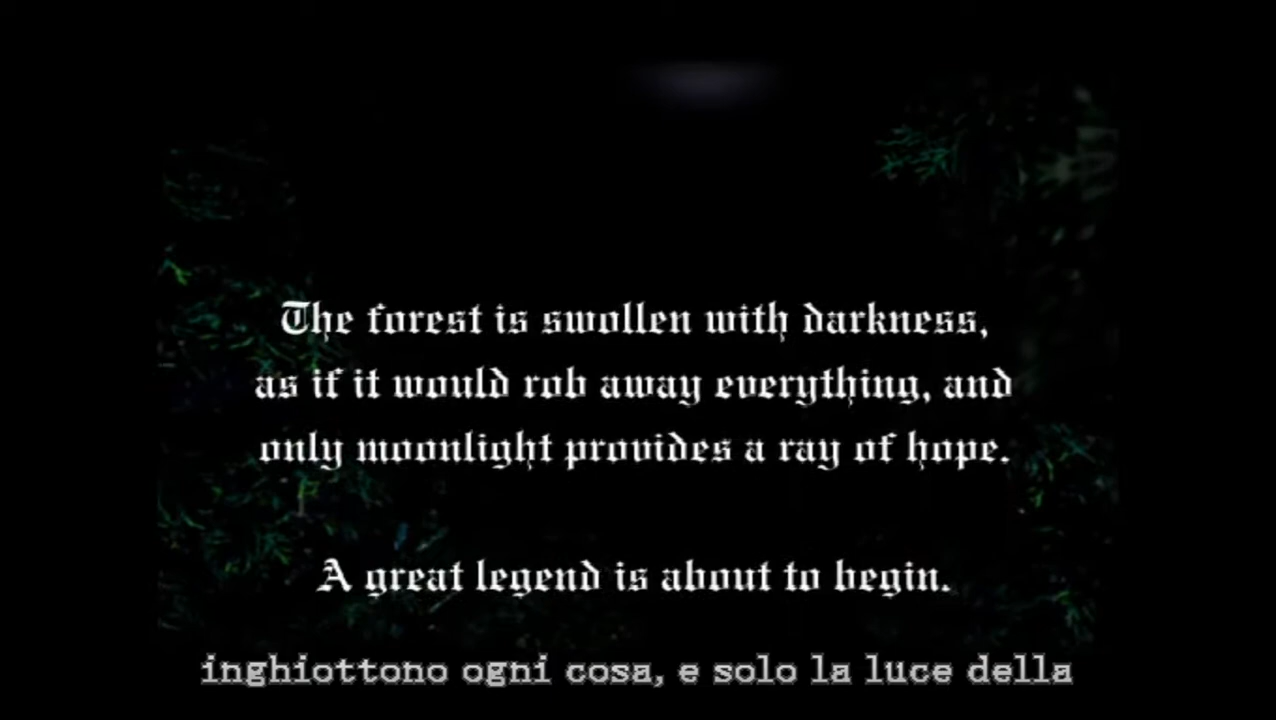 The forest is swollen with darkness,
as if it would rob away everything, and
only moonlight provides a ray of hope.
A great legend is about to begin.
inghiottono ogni cosa, e solo la luce della